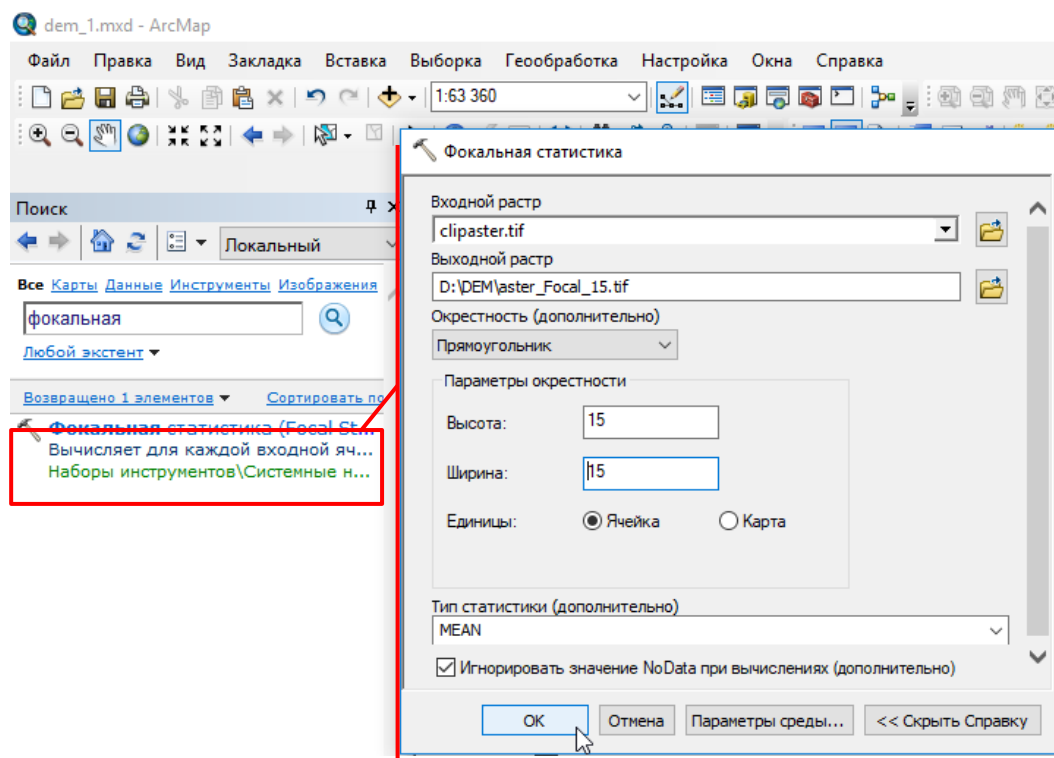 dem_1.mxd - ArcMap
Файл Правка Вид Закладка Вставка Выборка Геообработка Настройка Окна Справка
1:63 360
Поиск
Локальный
Все Карты Данные Инструменты Изображения
фокальная
Любой экстент
Возвращено 1 элементов Сортировать по
Фокальная статистика (Focal St...
Вычисляет для каждой входной яч...
Наборы инструментов\Системные н...
Фокальная статистика
Входной растр
clipaster.tif
Выходной растр
D:\DEM\aster_Focal_15.tif
Окрестность (дополнительно)
Прямоугольник
Параметры окрестности
Высота: 15
Ширина: 15
Единицы: Ячейка Карта
Тип статистики (дополнительно)
MEAN
Игнорировать значение NoData при вычислениях (дополнительно)
OK Отмена Параметры среды... << Скрыть Справку